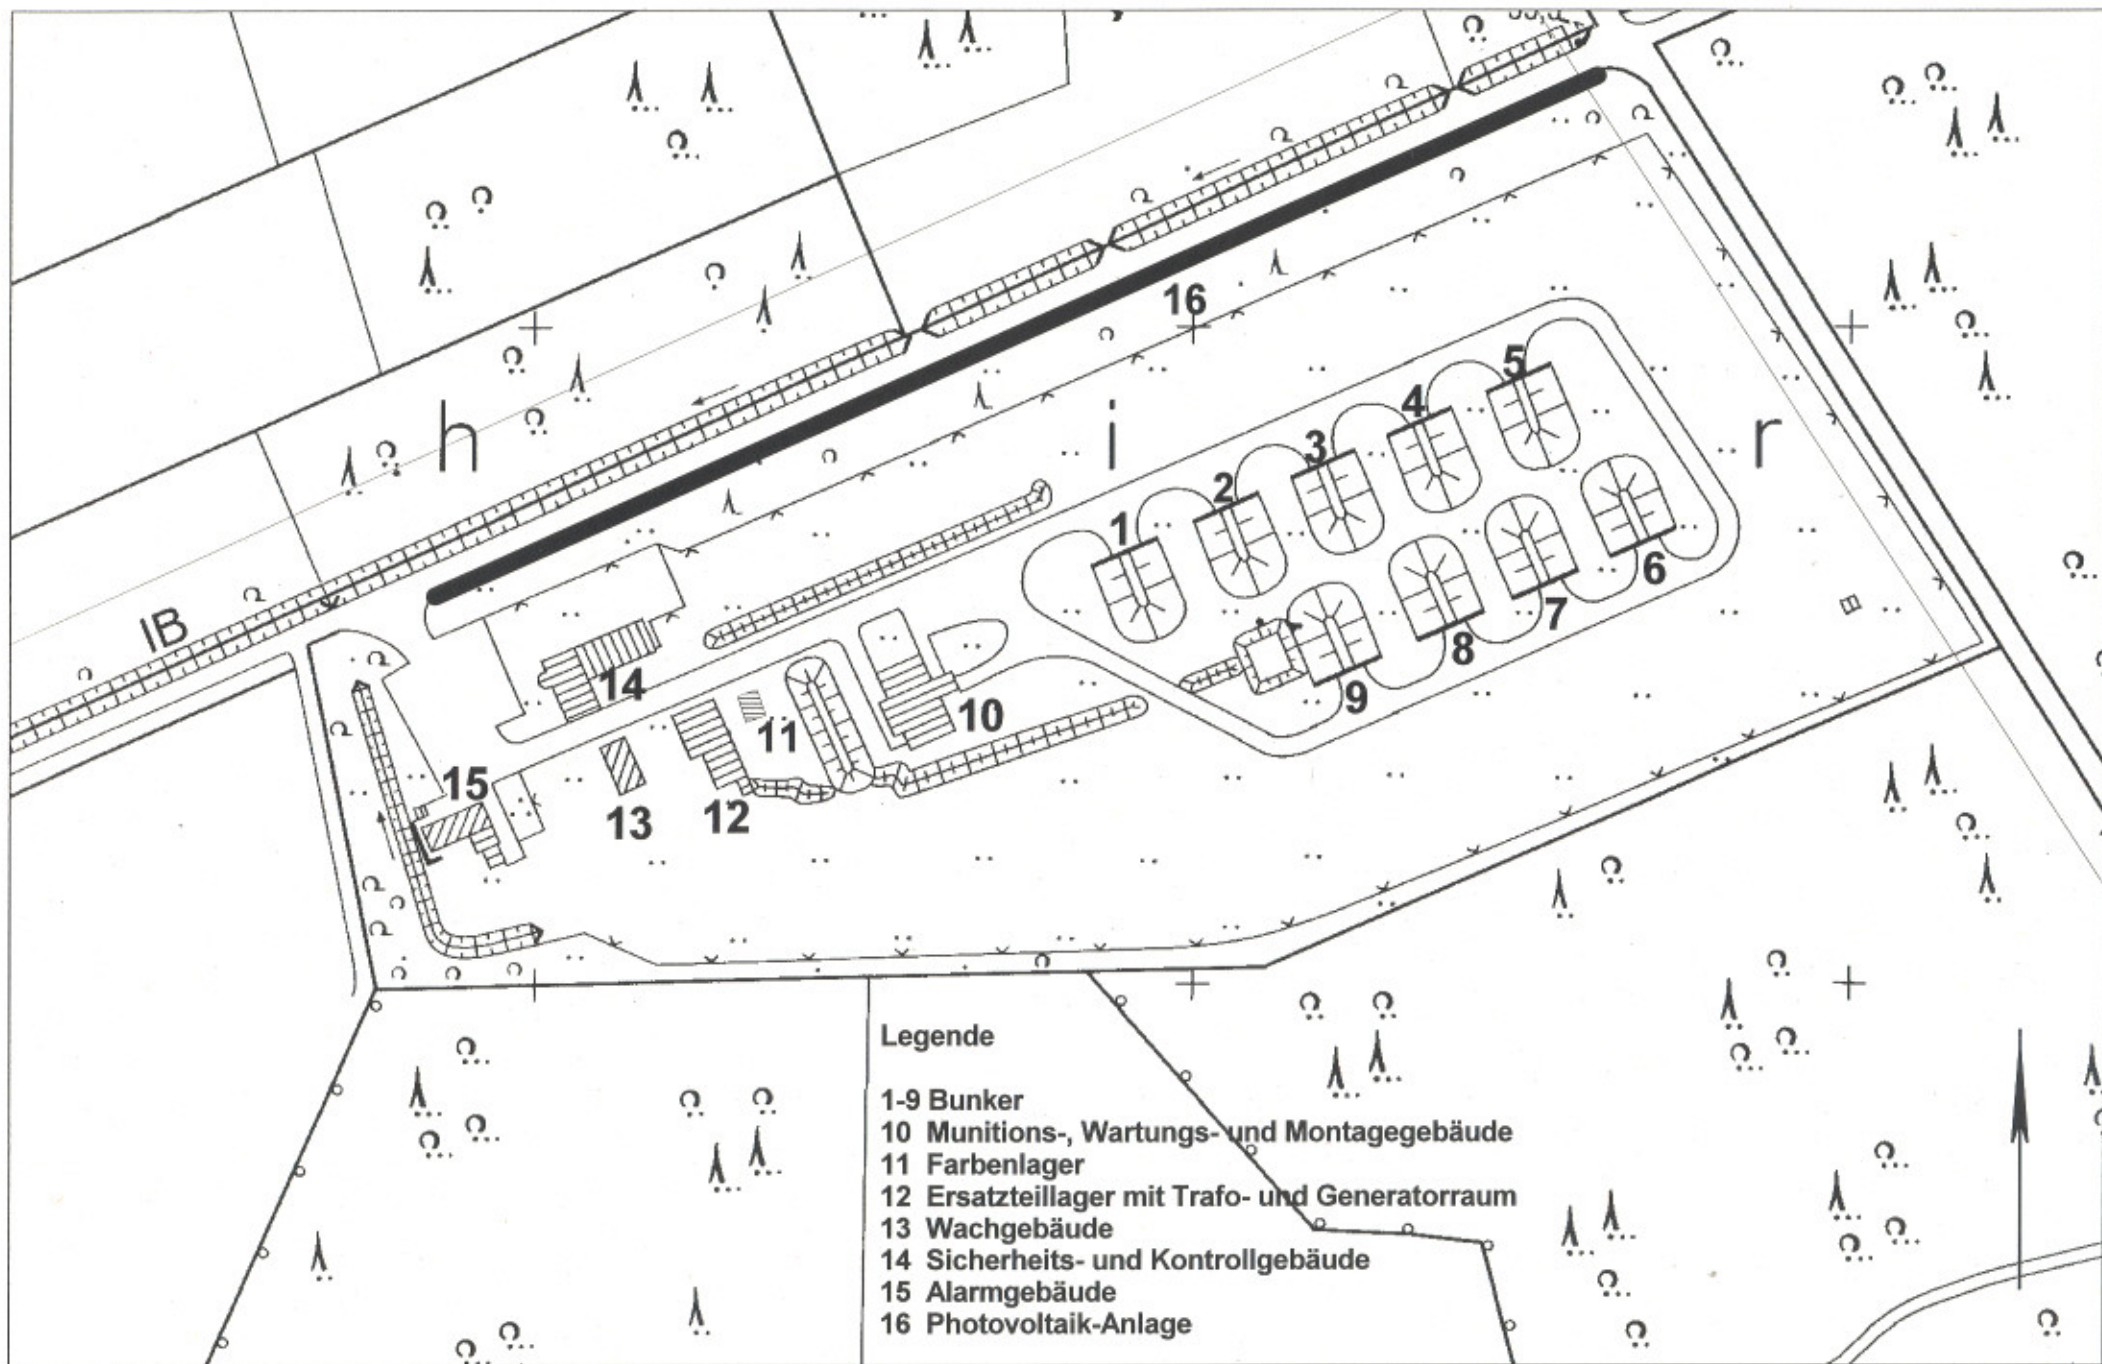 16
h
i
r
5
4
3
2
1
IB
6
7
8
9
14
10
11
15
13
12
Legende
1-9 Bunker
10 Munitions-, Wartungs- und Montagegebäude
11 Farbenlager
12 Ersatzteillager mit Trafo- und Generatorraum
13 Wachgebäude
14 Sicherheits- und Kontrollgebäude
15 Alarmgebäude
16 Photovoltaik-Anlage